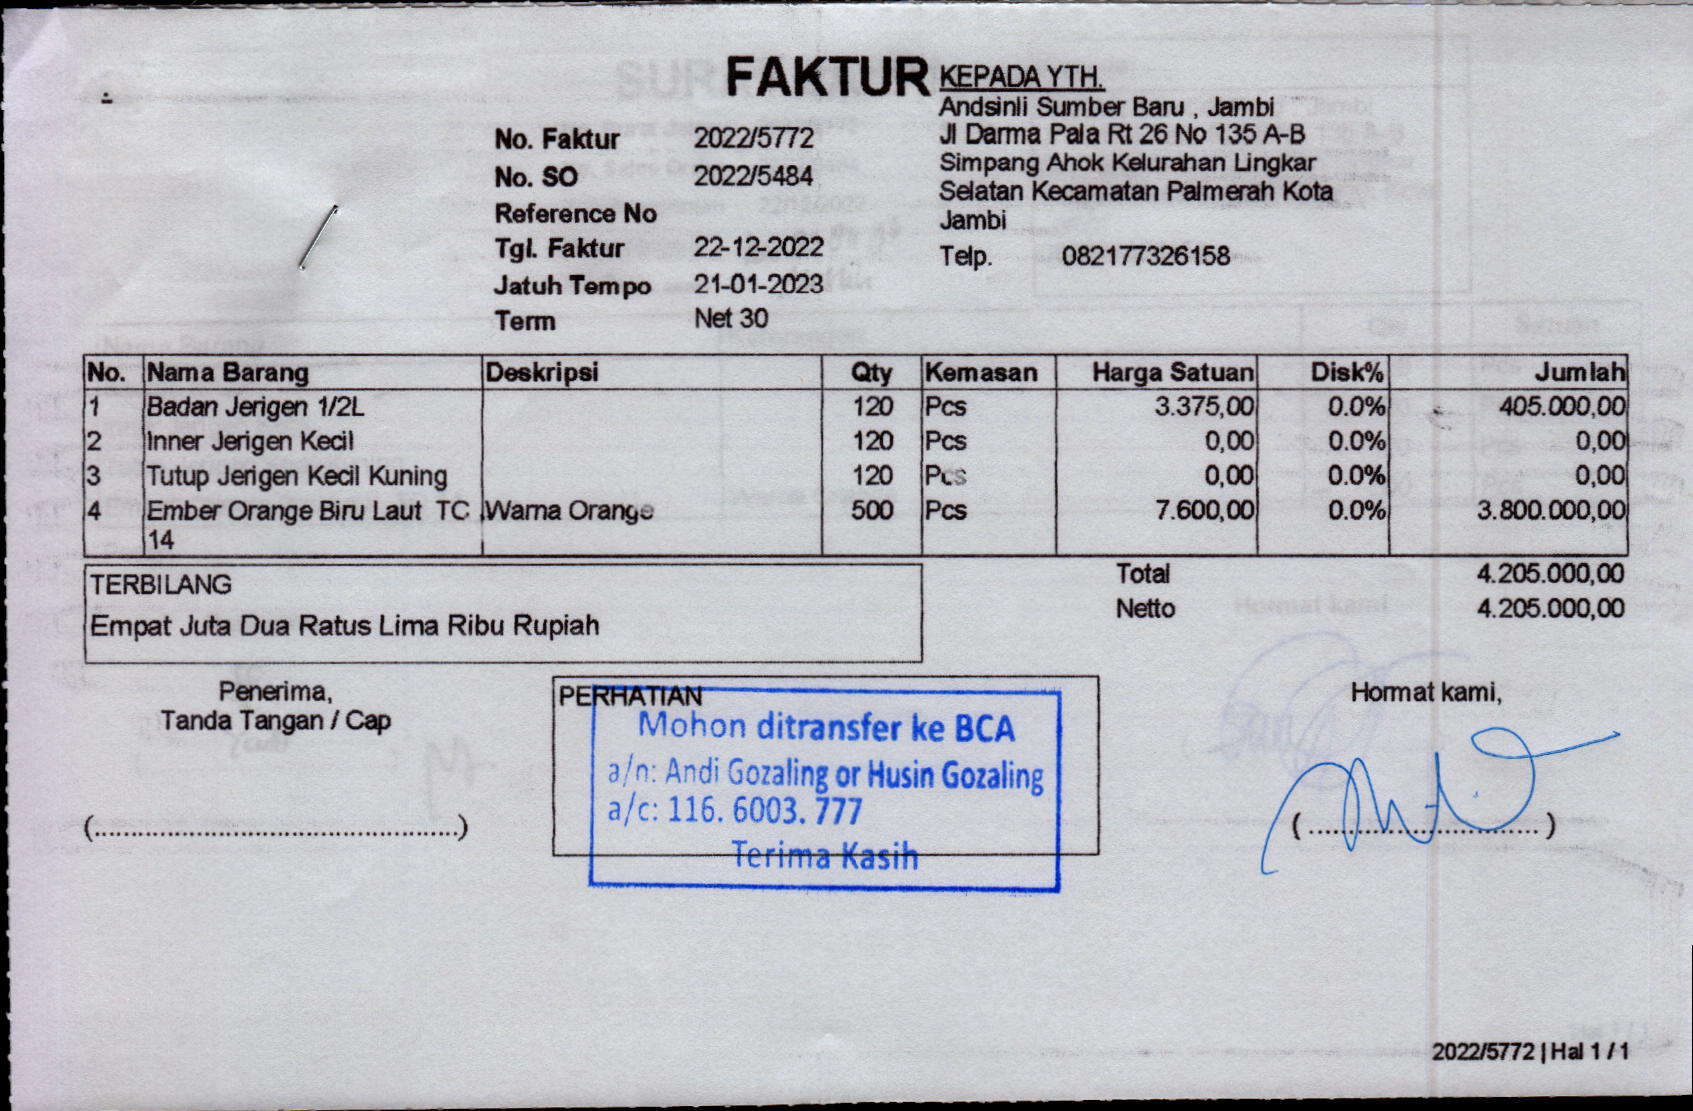 FAKTUR
KEPADA YTH.
Andsinli Sumber Baru , Jambi
Jl Darma Pala Rt 26 No 135 A-B
Simpang Ahok Kelurahan Lingkar
Selatan Kecamatan Palmerah Kota
Jambi
Telp. 082177326158
No. Faktur 2022/5772
No. SO 2022/5484
Reference No
Tgl. Faktur 22-12-2022
Jatuh Tempo 21-01-2023
Term Net 30
No. Nama Barang Deskripsi Qty Kemasan Harga Satuan Disk% Jumlah
1 Badan Jerigen 1/2L 120 Pcs 3.375,00 0.0% 405.000,00
2 Inner Jerigen Kecil 120 Pcs 0,00 0.0% 0,00
3 Tutup Jerigen Kecil Kuning 120 Pcs 0,00 0.0% 0,00
4 Ember Orange Biru Laut TC Warna Orange 500 Pcs 7.600,00 0.0% 3.800.000,00
14
Total 4.205.000,00
Netto 4.205.000,00
TERBILANG
Empat Juta Dua Ratus Lima Ribu Rupiah
Penerima,
Tanda Tangan / Cap
(..........................................)
PERHATIAN
Mohon ditransfer ke BCA
a/n: Andi Gozaling or Husin Gozaling
a/c: 116. 6003. 777
Terima Kasih
Hormat kami,
(..............................)
2022/5772 | Hal 1 / 1